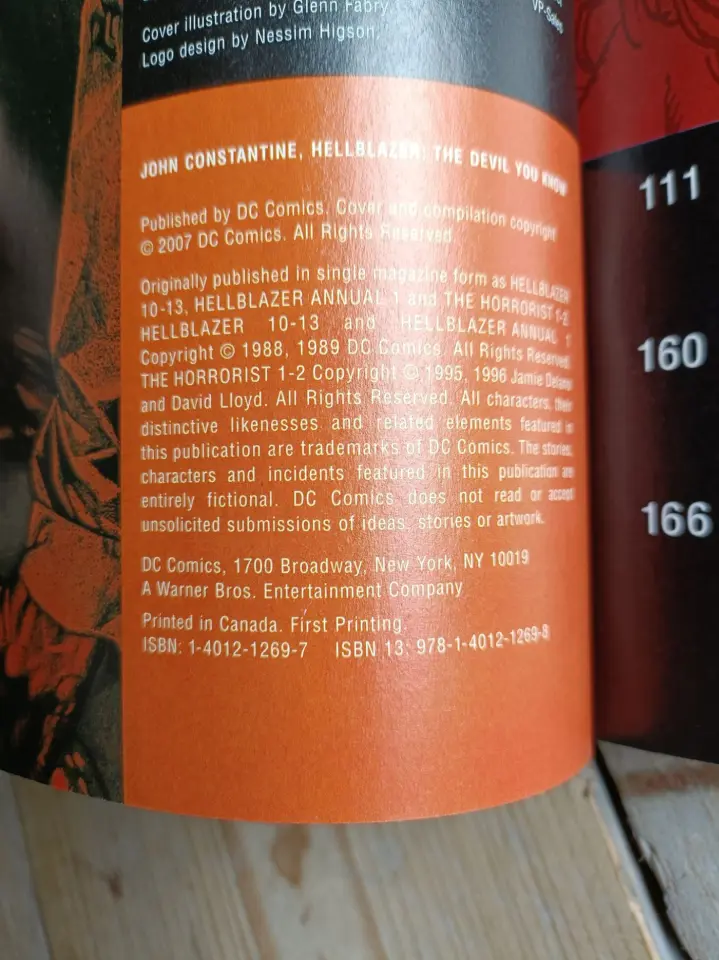 Cover illustration by Glenn Fabry.
Logo design by Nessim Higson.
VP-Sales
JOHN CONSTANTINE, HELLBLAZER: THE DEVIL YOU KNOW
Published by DC Comics. Cover and compilation copyright
© 2007 DC Comics. All Rights Reserved.
Originally published in single magazine form as HELLBLAZER
10-13, HELLBLAZER ANNUAL 1 and THE HORRORIST 1-2.
HELLBLAZER 10-13 and HELLBLAZER ANNUAL 1
Copyright © 1988, 1989 DC Comics. All Rights Reserved.
THE HORRORIST 1-2 Copyright © 1995, 1996 Jamie Delano
and David Lloyd. All Rights Reserved. All characters, their
distinctive likenesses and related elements featured in
this publication are trademarks of DC Comics. The stories,
characters and incidents featured in this publication are
entirely fictional. DC Comics does not read or accept
unsolicited submissions of ideas, stories or artwork.
DC Comics, 1700 Broadway, New York, NY 10019
A Warner Bros. Entertainment Company
Printed in Canada. First Printing.
ISBN: 1-4012-1269-7 ISBN 13: 978-1-4012-1269-8
111
160
166